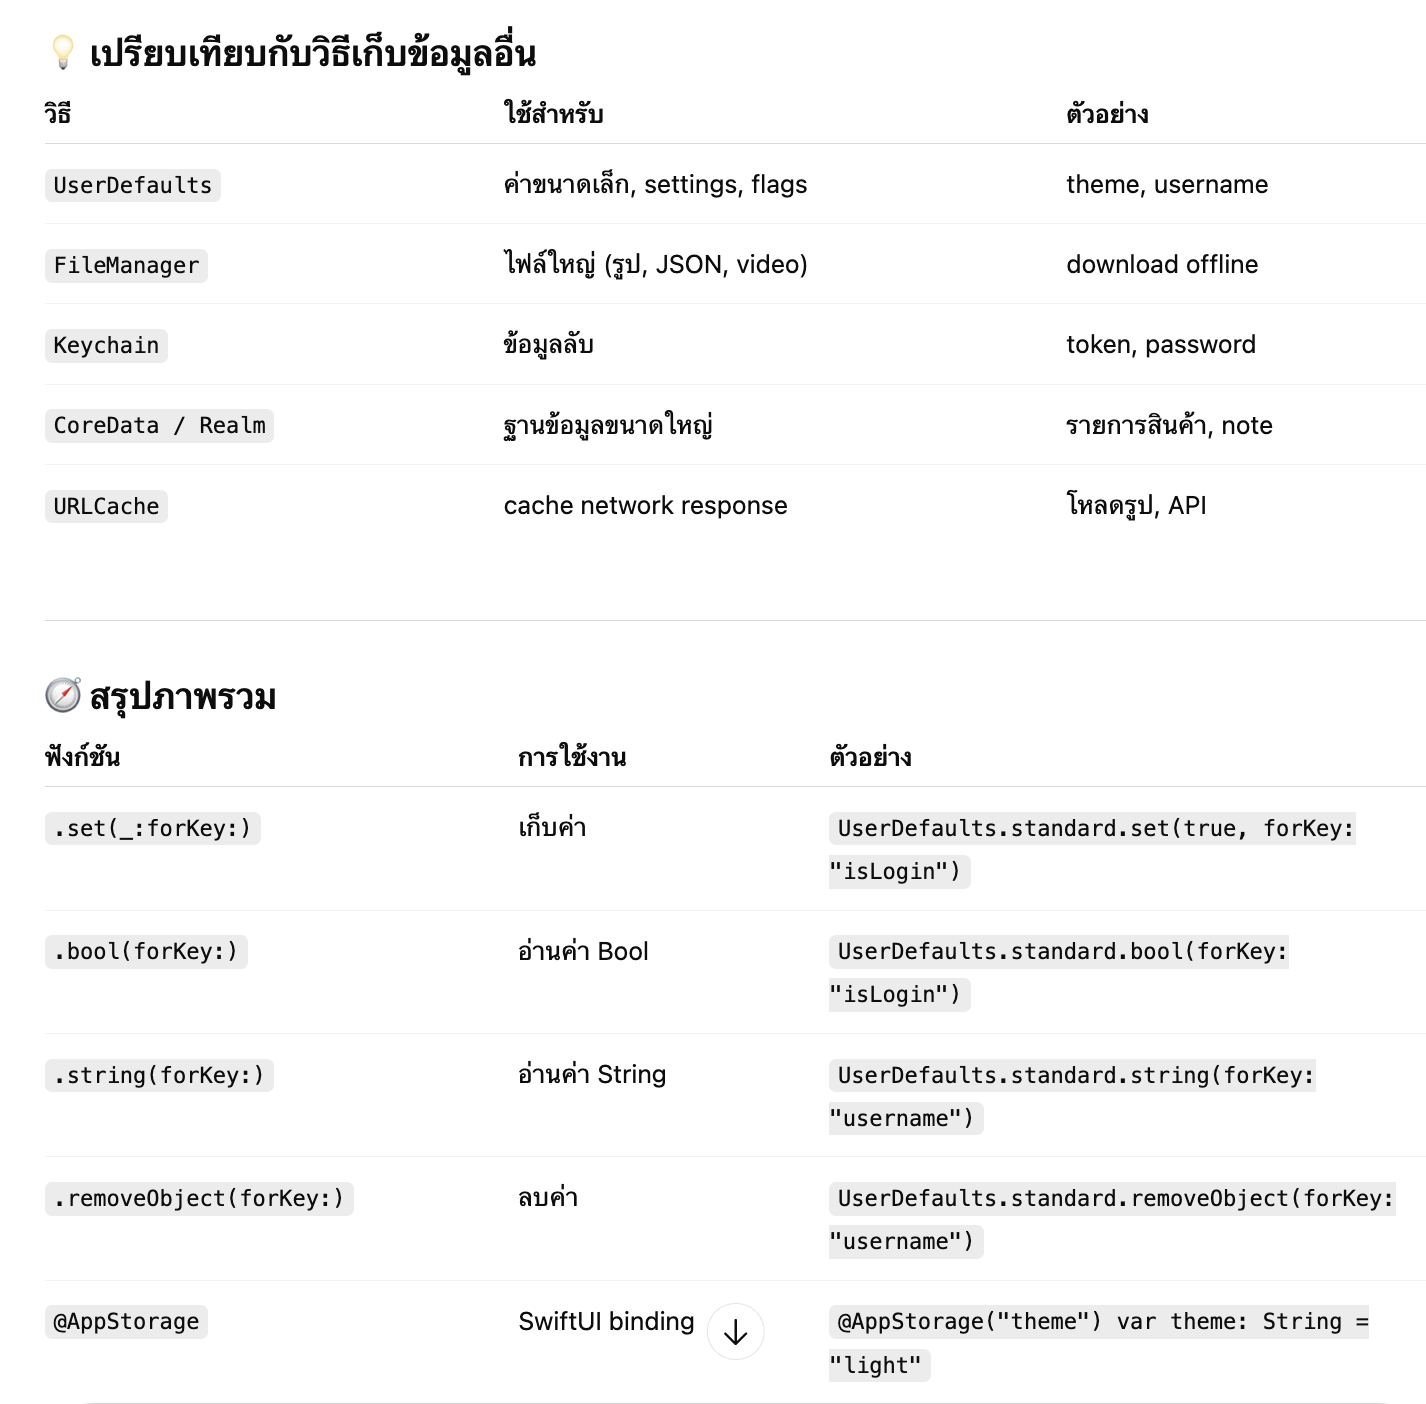 💡 เปรียบเทียบกับวิธีเก็บข้อมูลอื่น
วิธี ใช้สำหรับ ตัวอย่าง
UserDefaults ค่าขนาดเล็ก, settings, flags theme, username
FileManager ไฟล์ใหญ่ (รูป, JSON, video) download offline
Keychain ข้อมูลลับ token, password
CoreData / Realm ฐานข้อมูลขนาดใหญ่ รายการสินค้า, note
URLCache cache network response โหลดรูป, API
🧭 สรุปภาพรวม
ฟังก์ชัน การใช้งาน ตัวอย่าง
.set(_:forKey:) เก็บค่า UserDefaults.standard.set(true, forKey:
"isLogin")
.bool(forKey:) อ่านค่า Bool UserDefaults.standard.bool(forKey:
"isLogin")
.string(forKey:) อ่านค่า String UserDefaults.standard.string(forKey:
"username")
.removeObject(forKey:) ลบค่า UserDefaults.standard.removeObject(forKey:
"username")
@AppStorage SwiftUI binding @AppStorage("theme") var theme: String =
"light"